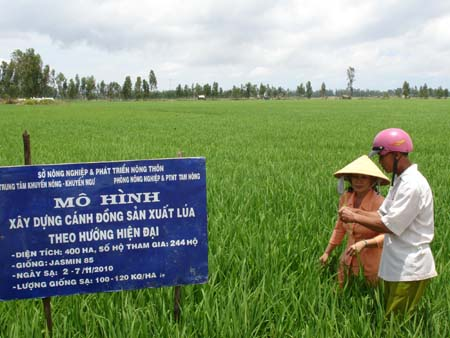 SỞ NÔNG NGHIỆP & PHÁT TRIỂN NÔNG THÔN
TRUNG TÂM KHUYẾN NÔNG - KHUYẾN NGƯ PHÒNG NÔNG NGHIỆP & PTNT TAM NÔNG
MÔ HÌNH
XÂY DỰNG CÁNH ĐỒNG SẢN XUẤT LÚA
THEO HƯỚNG HIỆN ĐẠI
- DIỆN TÍCH: 400 HA, SỐ HỘ THAM GIA: 244 HỘ
- GIỐNG: JASMIN 85
- NGÀY SẠ: 2 - 7/11/2010
- LƯỢNG GIỐNG SẠ: 100 - 120 KG/HA